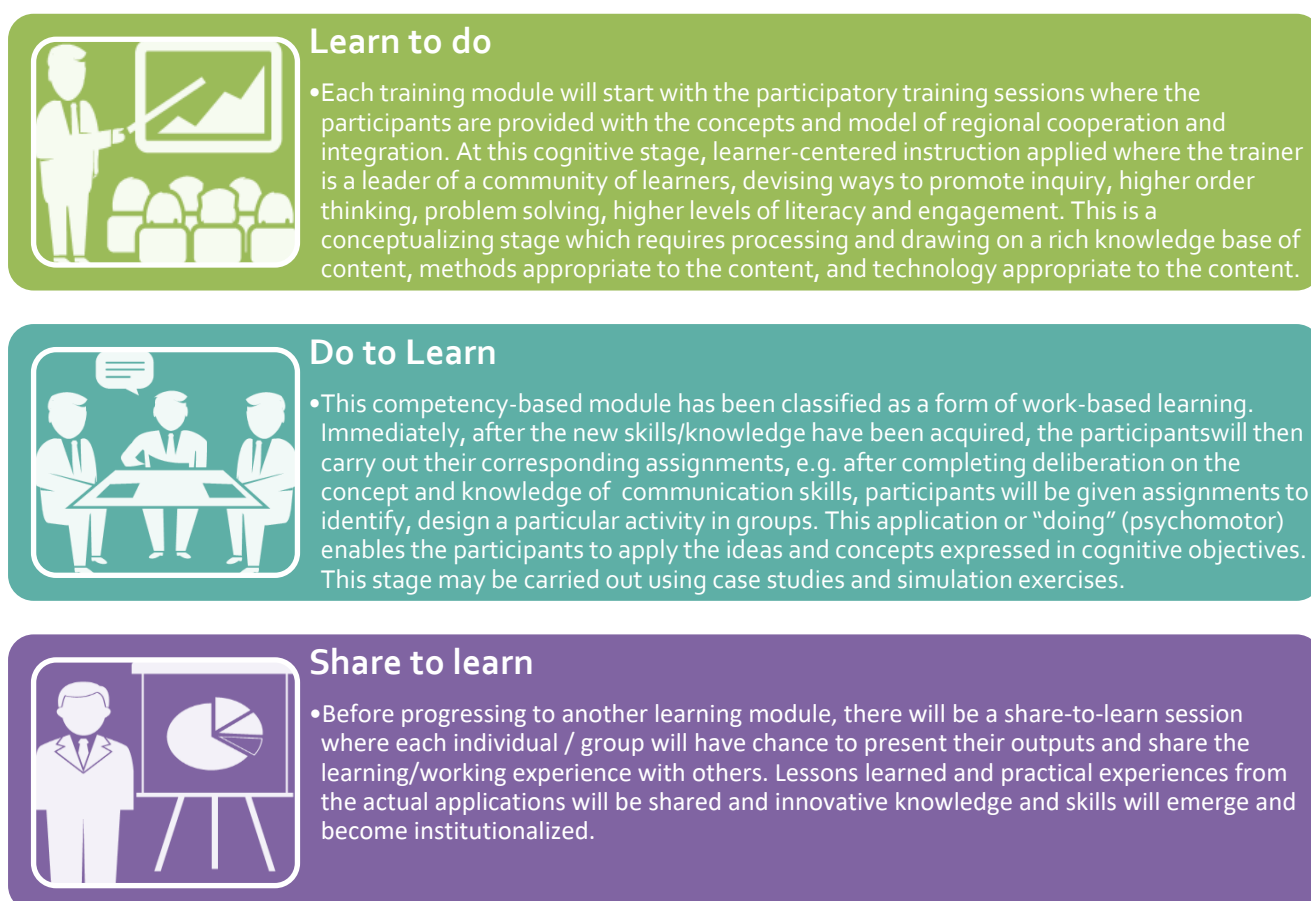 Learn to do
•Each training module will start with the participatory training sessions where the
participants are provided with the concepts and model of regional cooperation and
integration. At this cognitive stage, learner-centered instruction applied where the trainer
is a leader of a community of learners, devising ways to promote inquiry, higher order
thinking, problem solving, higher levels of literacy and engagement. This is a
conceptualizing stage which requires processing and drawing on a rich knowledge base of
content, methods appropriate to the content, and technology appropriate to the content.
Do to Learn
•This competency-based module has been classified as a form of work-based learning.
Immediately, after the new skills/knowledge have been acquired, the participantswill then
carry out their corresponding assignments, e.g. after completing deliberation on the
concept and knowledge of  communication skills, participants will be given assignments to
identify, design a particular activity in groups. This application or “doing” (psychomotor)
enables the participants to apply the ideas and concepts expressed in cognitive objectives.
This stage may be carried out using case studies and simulation exercises.
Share to learn
•Before progressing to another learning module, there will be a share-to-learn session
where each individual / group will have chance to present their outputs and share the
learning/working experience with others. Lessons learned and practical experiences from
the actual applications will be shared and innovative knowledge and skills will emerge and
become institutionalized.